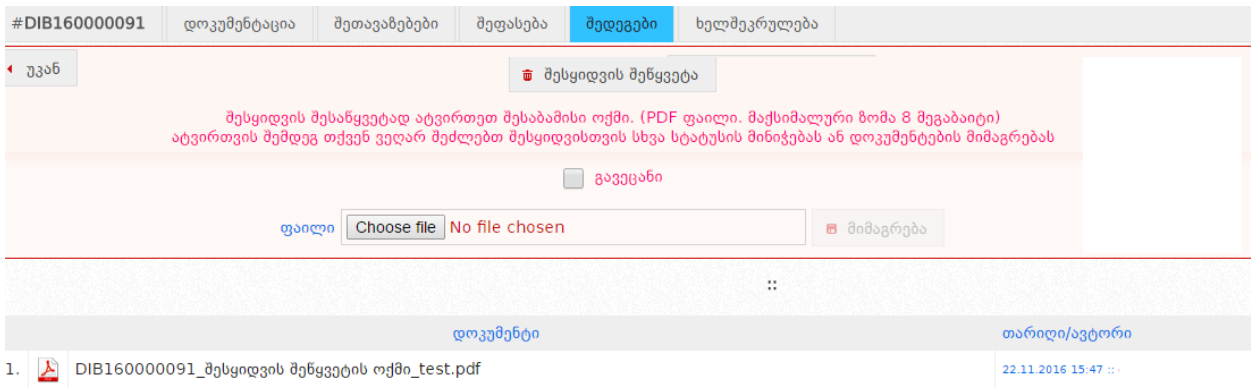 #DIB160000091 დოკუმენტაცია შეთავაზებები შეფასება შედეგები ხელშეკრულება
უკან
შესყიდვის შეწყვეტა
შესყიდვის შესაწყვეტად ატვირთეთ შესაბამისი ოქმი. (PDF ფაილი. მაქსიმალური ზომა 8 მეგაბაიტი)
ატვირთვის შემდეგ თქვენ ვეღარ შეძლებთ შესყიდვისთვის სხვა სტატუსის მინიჭებას ან დოკუმენტების მიმაგრებას
გავეცანი
ფაილი Choose file No file chosen მიმაგრება
::
დოკუმენტი თარიღი/ავტორი
1. DIB160000091_შესყიდვის შეწყვეტის ოქმი_test.pdf 22.11.2016 15:47 ::